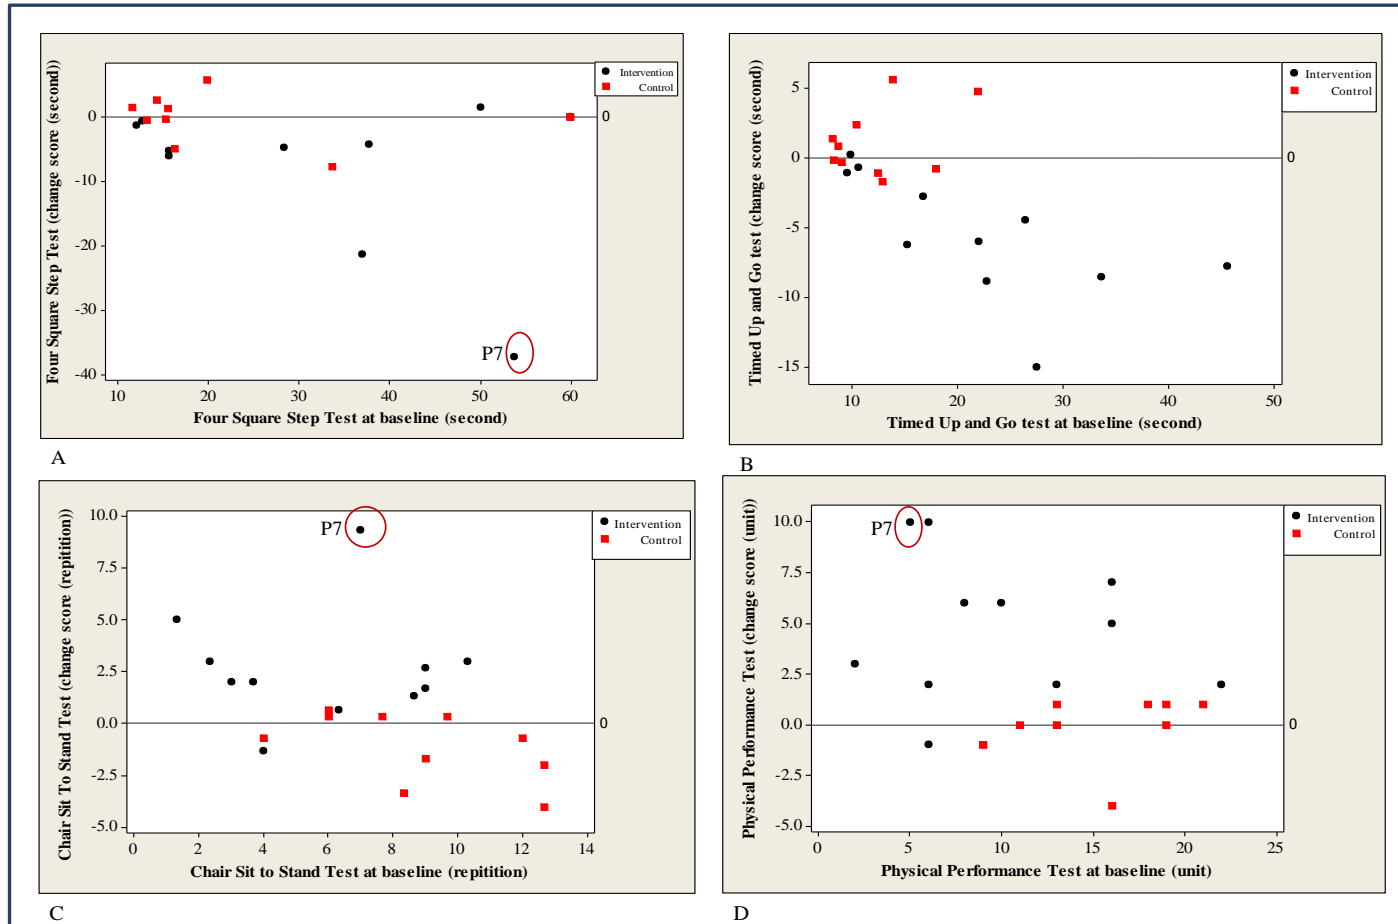 Four Square Step Test (change score (second))
5
0
-10
-20
-30
-40
10 20 30 40 50 60
Four Square Step Test at baseline (second)
Intervention
Control
0
P7
A
Timed Up and Go test (change score (second))
5
0
-5
-10
-15
10 20 30 40 50
Timed Up and Go test at baseline (second)
Intervention
Control
0
B
Chair Sit To Stand Test (change score (repitition))
10.0
7.5
5.0
2.5
0.0
-2.5
-5.0
0 2 4 6 8 10 12 14
Chair Sit to Stand Test at baseline (repitition)
Intervention
Control
0
P7
C
Physical Performance Test (change score (unit))
10.0
7.5
5.0
2.5
0.0
-2.5
-5.0
0 5 10 15 20 25
Physical Performance Test at baseline (unit)
Intervention
Control
0
P7
D